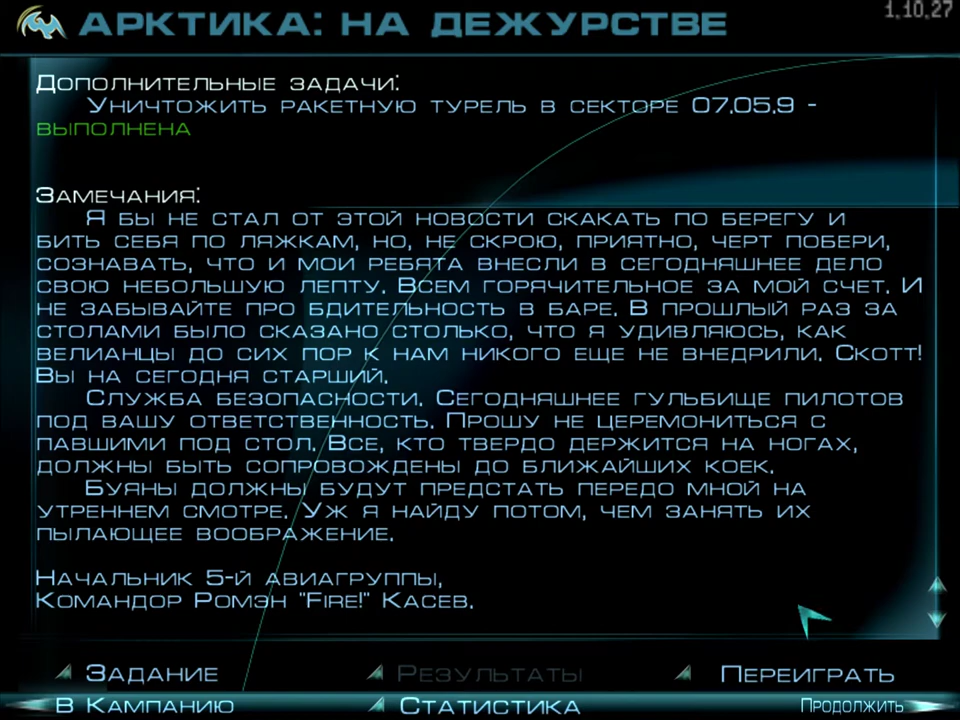 АРКТИКА: НА ДЕЖУРСТВЕ
1.10.27
Дополнительные задачи:
Уничтожить ракетную турель в секторе 07.05.9 -
выполнена
Замечания:
Я бы не стал от этой новости скакать по берегу и
бить себя по ляжкам, но, не скрою, приятно, черт побери,
сознавать, что и мои ребята внесли в сегодняшнее дело
свою небольшую лепту. Всем горячительное за мой счет. И
не забывайте про бдительность в баре. В прошлый раз за
столами было сказано столько, что я удивляюсь, как
велианцы до сих пор к нам никого еще не внедрили. Скотт!
Вы на сегодня старший.
Служба безопасности. Сегодняшнее гульбище пилотов
под вашу ответственность. Прошу не церемониться с
павшими под стол. Все, кто твердо держится на ногах,
должны быть сопровождены до ближайших коек.
Буяны должны будут предстать передо мной на
утреннем смотре. Уж я найду потом, чем занять их
пылающее воображение.
Начальник 5-й авиагруппы,
Командор Ромэн "Fire!" Касев.
Задание
Результаты
Переиграть
В Кампанию
Статистика
Продолжить